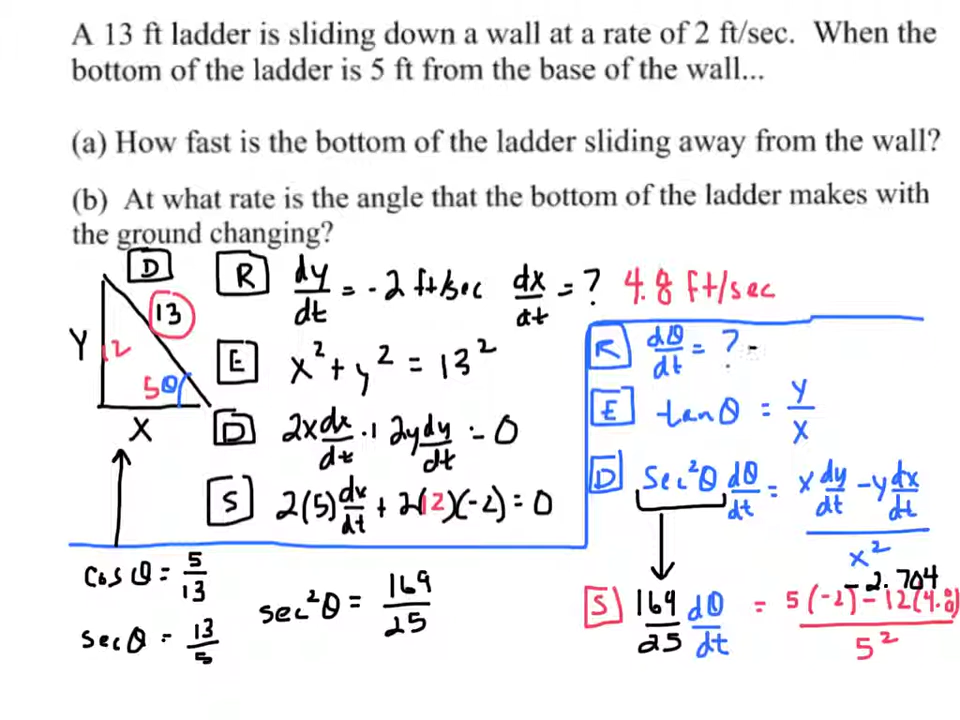 A 13 ft ladder is sliding down a wall at a rate of 2 ft/sec. When the
bottom of the ladder is 5 ft from the base of the wall...
(a) How fast is the bottom of the ladder sliding away from the wall?
(b) At what rate is the angle that the bottom of the ladder makes with
the ground changing?
D
Y
12
13
5
θ
X
R dy/dt = -2 ft/sec dx/dt = ? 4.8 ft/sec
E x² + y² = 13²
D 2x dx/dt + 2y dy/dt = 0
S 2(5) dx/dt + 2(12)(-2) = 0
cos θ = 5/13
sec θ = 13/5
sec²θ = 169/25
R dθ/dt = ? -
E tan θ = y/x
D sec²θ dθ/dt = (x dy/dt - y dx/dt)/x²
-2.704
S 169/25 dθ/dt = (5(-2) - 12(4.8))/5²